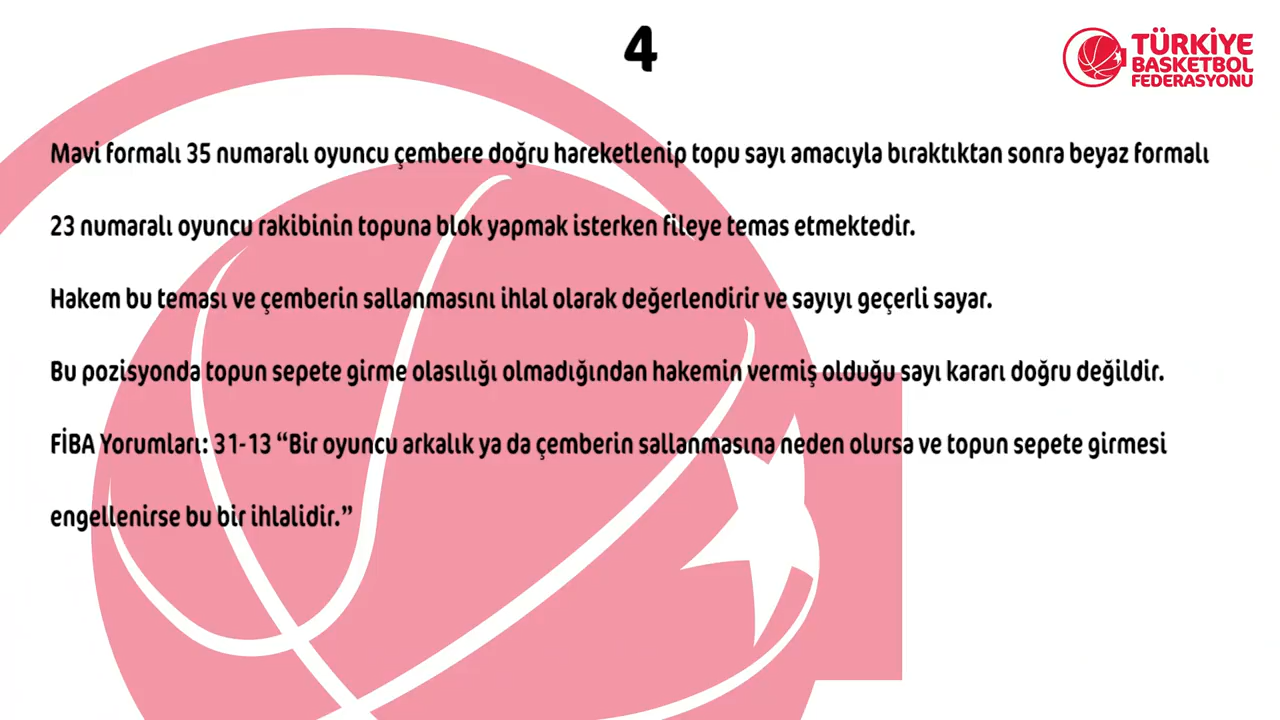 4
TÜRKİYE
BASKETBOL
FEDERASYONU
Mavi formalı 35 numaralı oyuncu çembere doğru hareketlenip topu sayı amacıyla bıraktıktan sonra beyaz formalı
23 numaralı oyuncu rakibinin topuna blok yapmak isterken fileye temas etmektedir.
Hakem bu teması ve çemberin sallanmasını ihlal olarak değerlendirir ve sayıyı geçerli sayar.
Bu pozisyonda topun sepete girme olasılığı olmadığından hakemin vermiş olduğu sayı kararı doğru değildir.
FİBA Yorumları: 31-13 “Bir oyuncu arkalık ya da çemberin sallanmasına neden olursa ve topun sepete girmesi
engellenirse bu bir ihlalidir.”